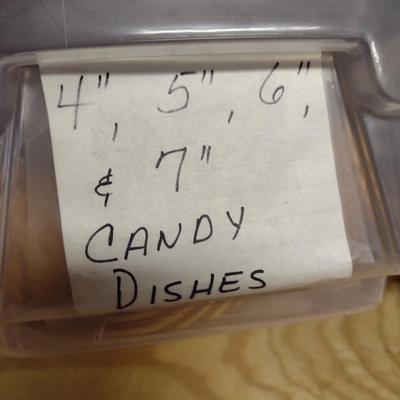 4", 5", 6",
& 7"
CANDY
DISHES